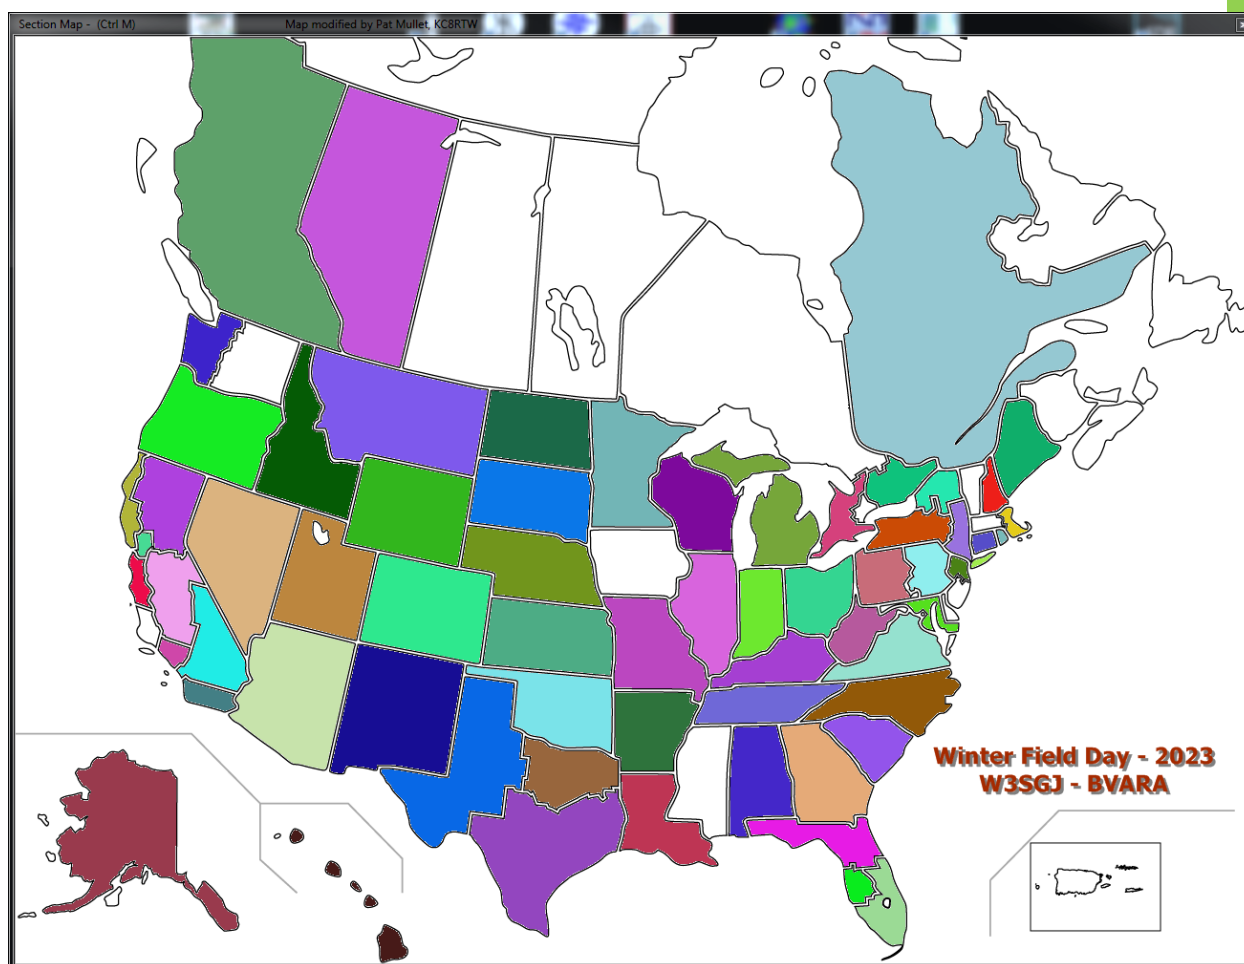 Section Map - (Ctrl M)
Map modified by Pat Mullet, KC8RTW
Winter Field Day - 2023
W3SGJ - BVARA